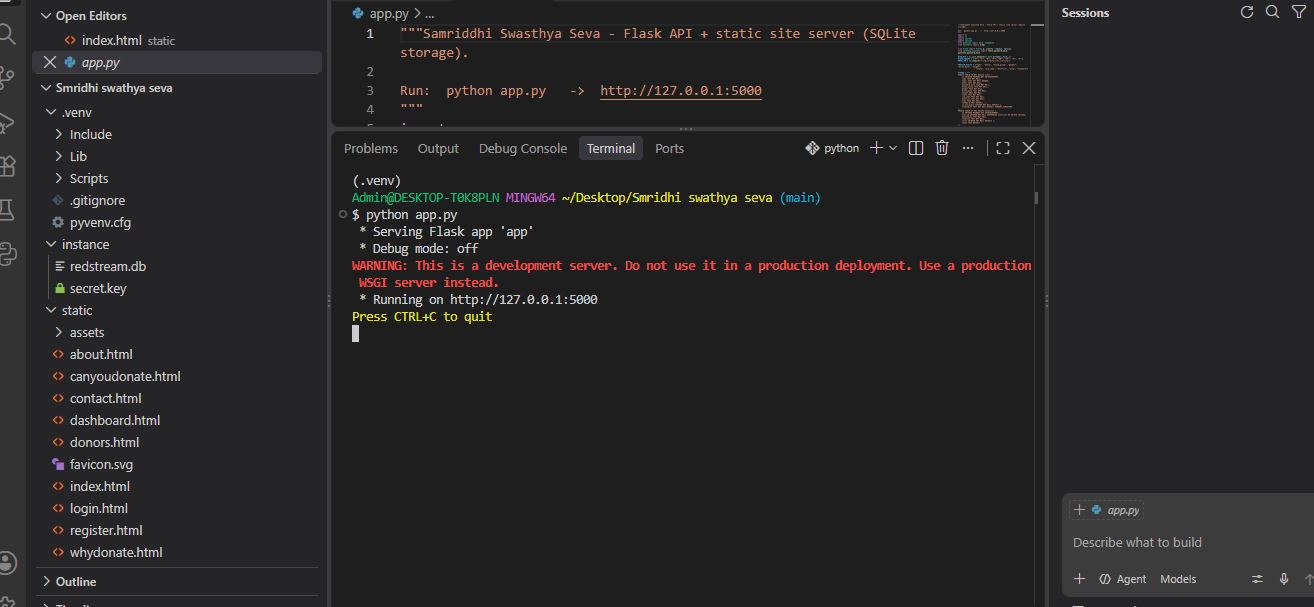 Open Editors
index.html static
app.py
Smridhi swathya seva
.venv
Include
Lib
Scripts
.gitignore
pyvenv.cfg
instance
redstream.db
secret.key
static
assets
about.html
canyoudonate.html
contact.html
dashboard.html
donors.html
favicon.svg
index.html
login.html
register.html
whydonate.html
Outline
app.py > ...
1 """Samriddhi Swasthya Seva - Flask API + static site server (SQLite
storage).
2
3 Run: python app.py -> http://127.0.0.1:5000
4 """
Problems Output Debug Console Terminal Ports
python
(.venv)
Admin@DESKTOP-T0K8PLN MINGW64 ~/Desktop/Smridhi swathya seva (main)
$ python app.py
* Serving Flask app 'app'
* Debug mode: off
WARNING: This is a development server. Do not use it in a production deployment. Use a production
WSGI server instead.
* Running on http://127.0.0.1:5000
Press CTRL+C to quit
Sessions
app.py
Describe what to build
Agent Models